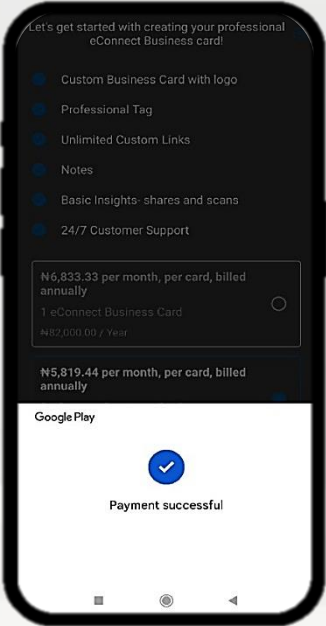 Let's get started with creating your professional
eConnect Business card!
Custom Business Card with logo
Professional Tag
Unlimited Custom Links
Notes
Basic Insights- shares and scans
24/7 Customer Support
₦6,833.33 per month, per card, billed
annually
1 eConnect Business Card
₦82,000.00 / Year
₦5,819.44 per month, per card, billed
annually
Google Play
Payment successful